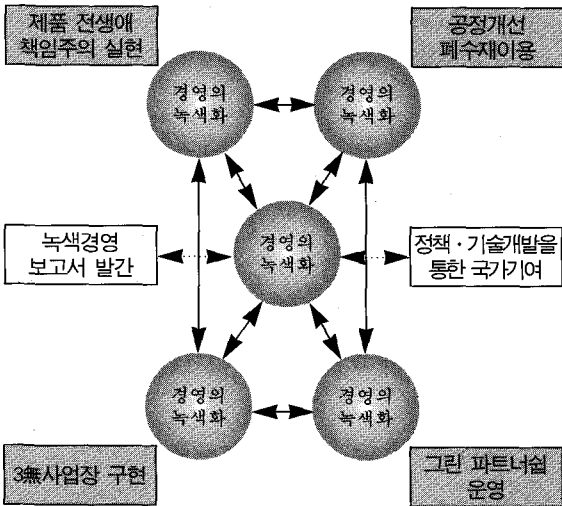 제품 전생애
책임주의 실현
공정개선
폐수재이용
경영의
녹색화
경영의
녹색화
녹색경영
보고서 발간
경영의
녹색화
정책·기술개발을
통한 국가기여
경영의
녹색화
경영의
녹색화
3無사업장 구현
그린 파트너쉽
운영